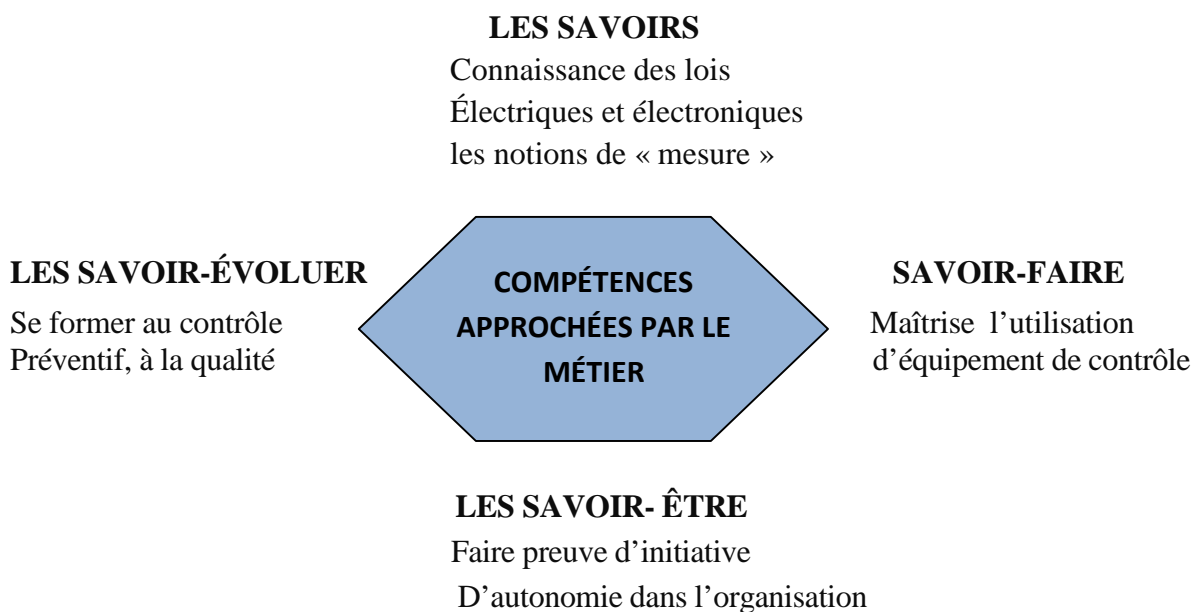 LES SAVOIRS
Connaissance des lois
Électriques et électroniques
les notions de « mesure »
LES SAVOIR-ÉVOLUER
Se former au contrôle
Préventif, à la qualité
COMPÉTENCES
APPROCHÉES PAR LE
MÉTIER
SAVOIR-FAIRE
Maîtrise l’utilisation
d’équipement de contrôle
LES SAVOIR- ÊTRE
Faire preuve d’initiative
D’autonomie dans l’organisation